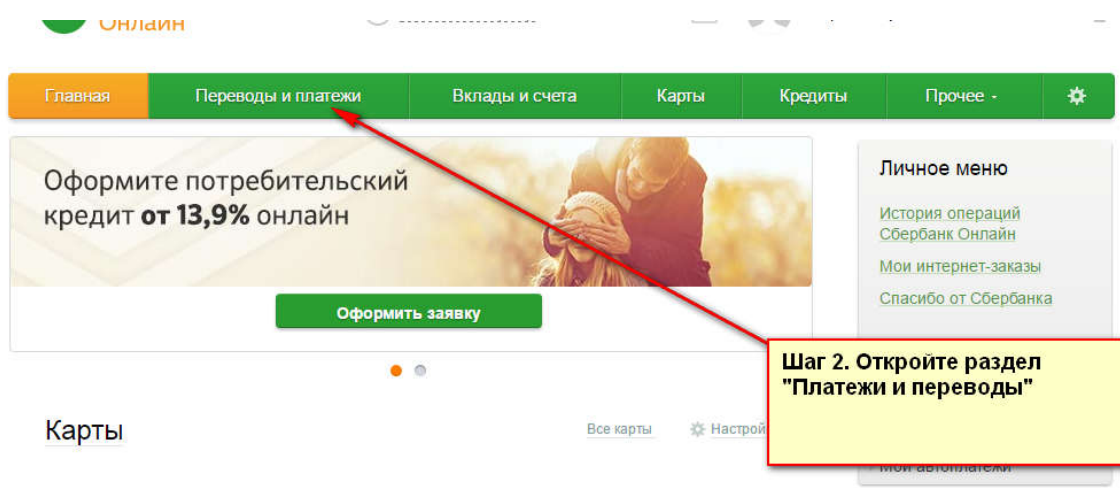 Онлайн
Главная Переводы и платежи Вклады и счета Карты Кредиты Прочее -
Оформите потребительский
кредит от 13,9% онлайн
Оформить заявку
Личное меню
История операций
Сбербанк Онлайн
Мои интернет-заказы
Спасибо от Сбербанка
Шаг 2. Откройте раздел
"Платежи и переводы"
Карты
Все карты
Мои автоплатежи